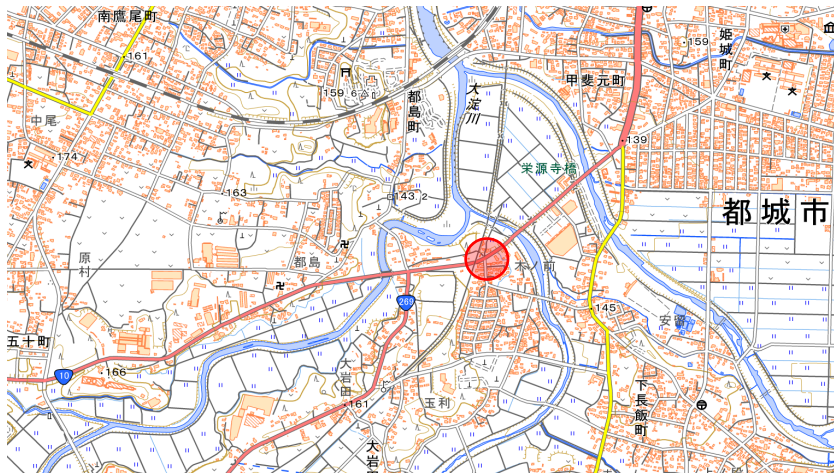 南鷹尾町
161
159
姫城町
甲斐元町
大淀川
159.6
都島町
中尾
174
139
栄源寺橋
163
143.2
都城市
原村
都島
木ノ前
269
145
安留
五十町
10
166
大岩田
161
玉利
下長飯町
大岩